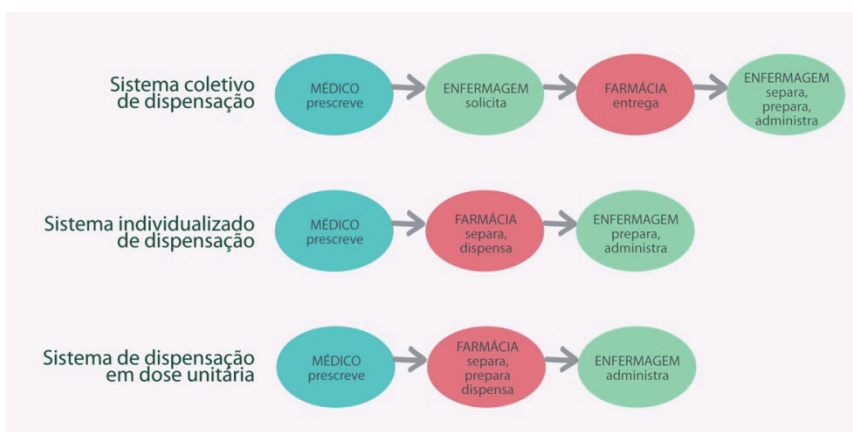 Sistema coletivo
de dispensação
MÉDICO
prescreve
ENFERMAGEM
solicita
FARMÁCIA
entrega
ENFERMAGEM
separa,
prepara,
administra
Sistema individualizado
de dispensação
MÉDICO
prescreve
FARMÁCIA
separa,
dispensa
ENFERMAGEM
prepara,
administra
Sistema de dispensação
em dose unitária
MÉDICO
prescreve
FARMÁCIA
separa,
prepara
dispensa
ENFERMAGEM
administra